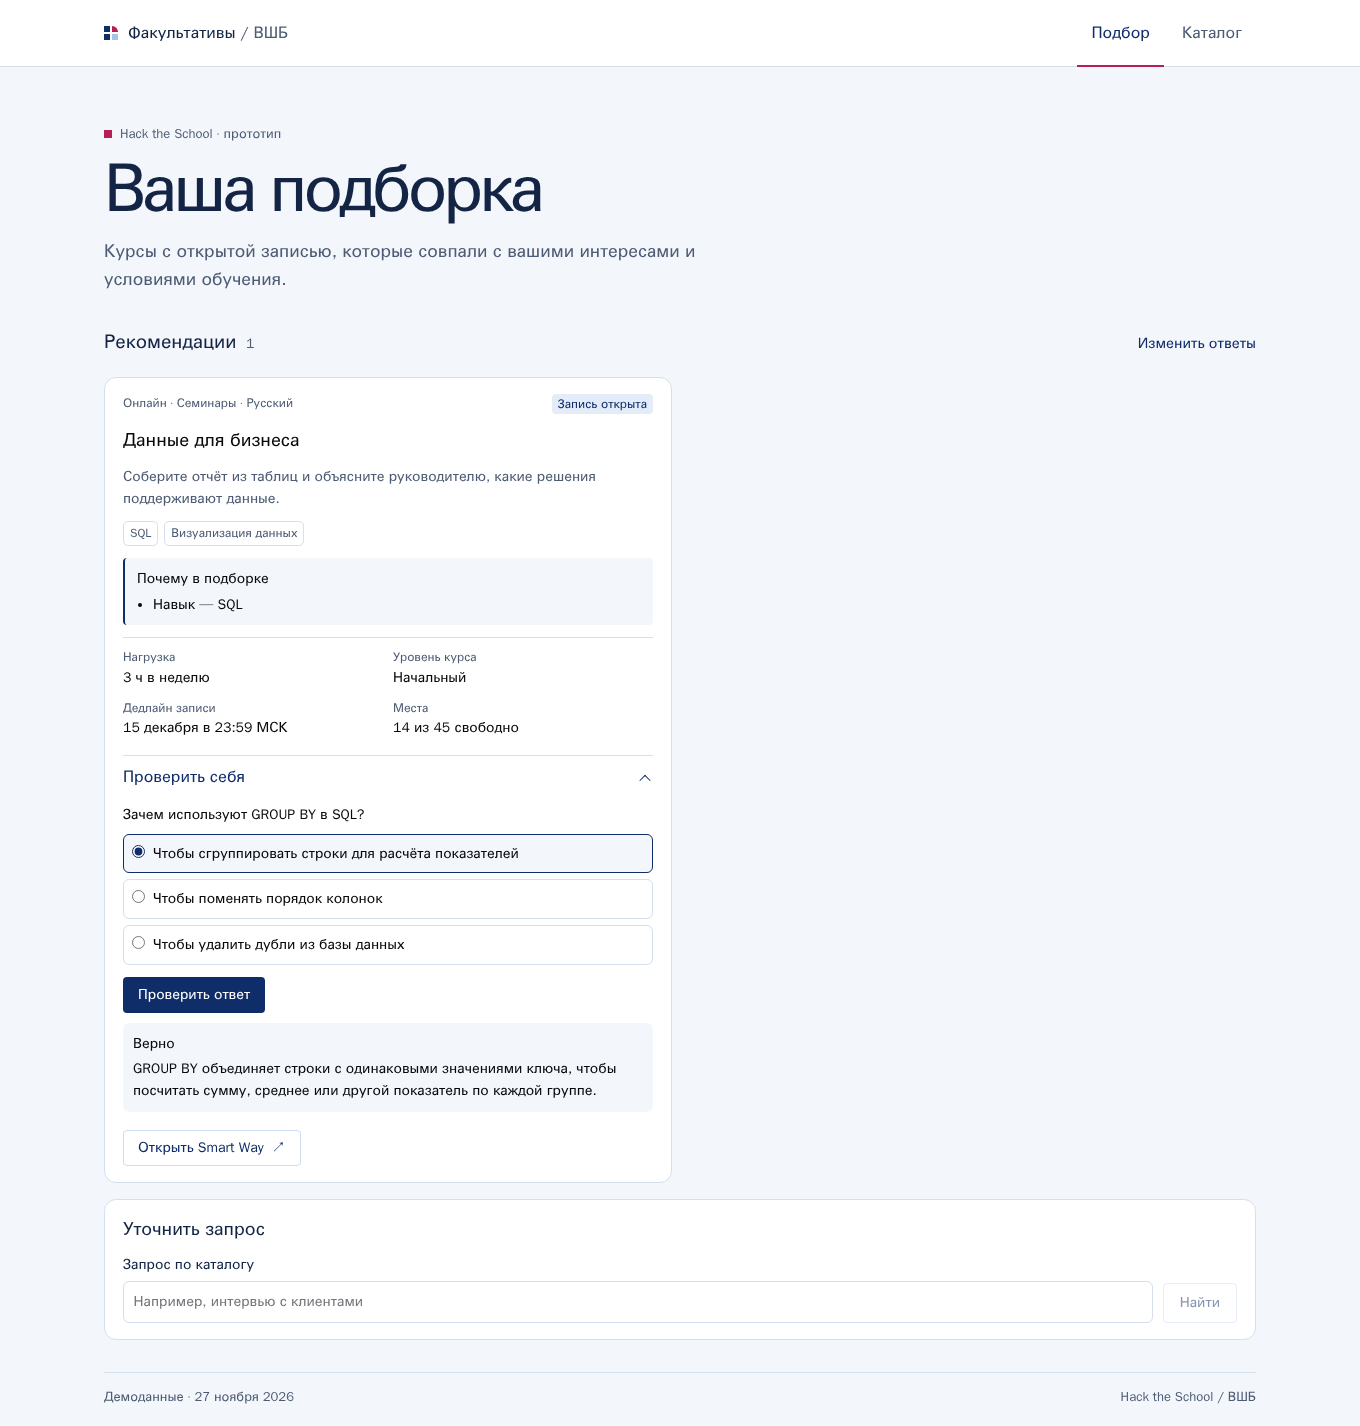 Факультативы / ВШБ
Подбор
Каталог
Hack the School · прототип
Ваша подборка
Курсы с открытой записью, которые совпали с вашими интересами и
условиями обучения.
Рекомендации 1
Изменить ответы
Онлайн · Семинары · Русский
Запись открыта
Данные для бизнеса
Соберите отчёт из таблиц и объясните руководителю, какие решения
поддерживают данные.
SQL
Визуализация данных
Почему в подборке
• Навык — SQL
Нагрузка
3 ч в неделю
Уровень курса
Начальный
Дедлайн записи
15 декабря в 23:59 МСК
Места
14 из 45 свободно
Проверить себя
Зачем используют GROUP BY в SQL?
Чтобы сгруппировать строки для расчёта показателей
Чтобы поменять порядок колонок
Чтобы удалить дубли из базы данных
Проверить ответ
Верно
GROUP BY объединяет строки с одинаковыми значениями ключа, чтобы
посчитать сумму, среднее или другой показатель по каждой группе.
Открыть Smart Way ↗
Уточнить запрос
Запрос по каталогу
Например, интервью с клиентами
Найти
Демоданные · 27 ноября 2026
Hack the School / ВШБ